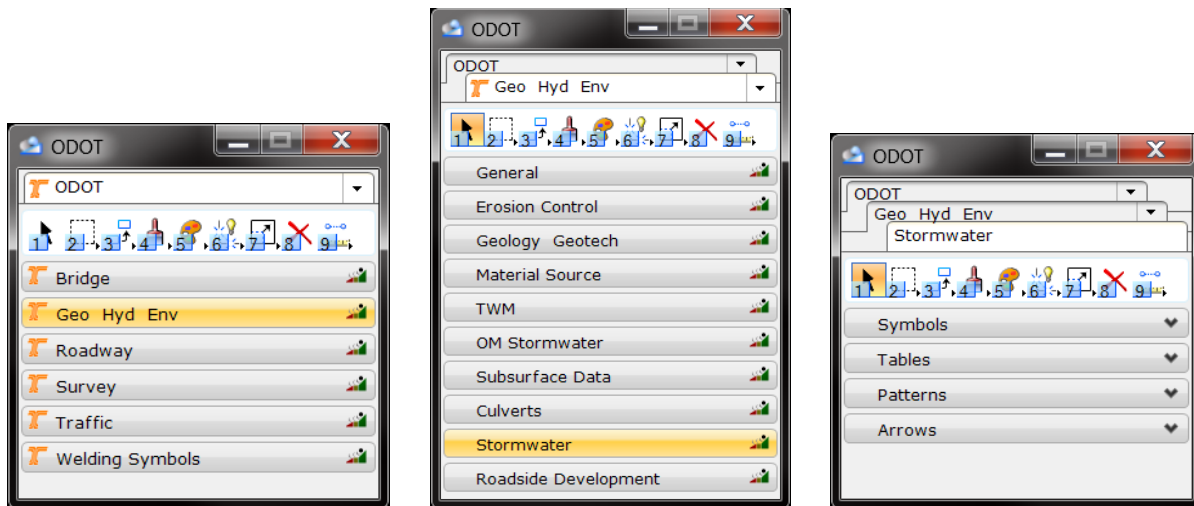 ODOT
ODOT
1 2 3 4 5 6 7 8 9
Bridge
Geo Hyd Env
Roadway
Survey
Traffic
Welding Symbols
ODOT
ODOT
Geo Hyd Env
1 2 3 4 5 6 7 8 9
General
Erosion Control
Geology Geotech
Material Source
TWM
OM Stormwater
Subsurface Data
Culverts
Stormwater
Roadside Development
ODOT
ODOT
Geo Hyd Env
Stormwater
1 2 3 4 5 6 7 8 9
Symbols
Tables
Patterns
Arrows